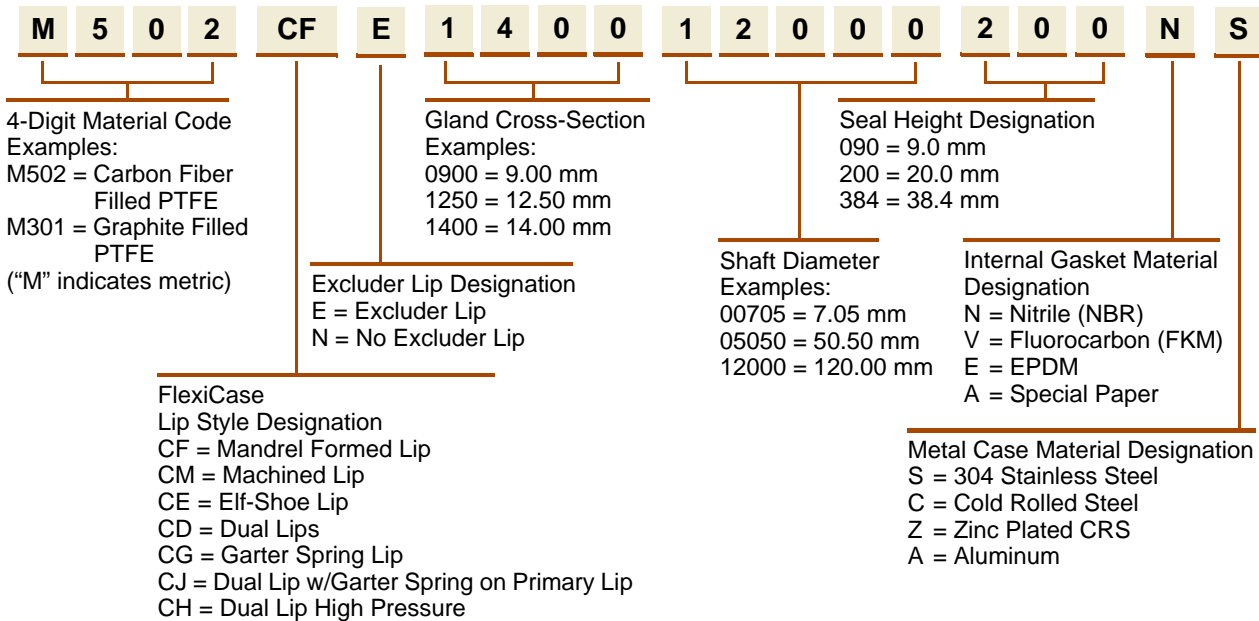 M 5 0 2 CF E 1 4 0 0 1 2 0 0 0 2 0 0 N S
4-Digit Material Code
Examples:
M502 = Carbon Fiber
Filled PTFE
M301 = Graphite Filled
PTFE
(“M” indicates metric)
Gland Cross-Section
Examples:
0900 = 9.00 mm
1250 = 12.50 mm
1400 = 14.00 mm
Seal Height Designation
090 = 9.0 mm
200 = 20.0 mm
384 = 38.4 mm
Excluder Lip Designation
E = Excluder Lip
N = No Excluder Lip
Shaft Diameter
Examples:
00705 = 7.05 mm
05050 = 50.50 mm
12000 = 120.00 mm
Internal Gasket Material
Designation
N = Nitrile (NBR)
V = Fluorocarbon (FKM)
E = EPDM
A = Special Paper
FlexiCase
Lip Style Designation
CF = Mandrel Formed Lip
CM = Machined Lip
CE = Elf-Shoe Lip
CD = Dual Lips
CG = Garter Spring Lip
CJ = Dual Lip w/Garter Spring on Primary Lip
CH = Dual Lip High Pressure
Metal Case Material Designation
S = 304 Stainless Steel
C = Cold Rolled Steel
Z = Zinc Plated CRS
A = Aluminum